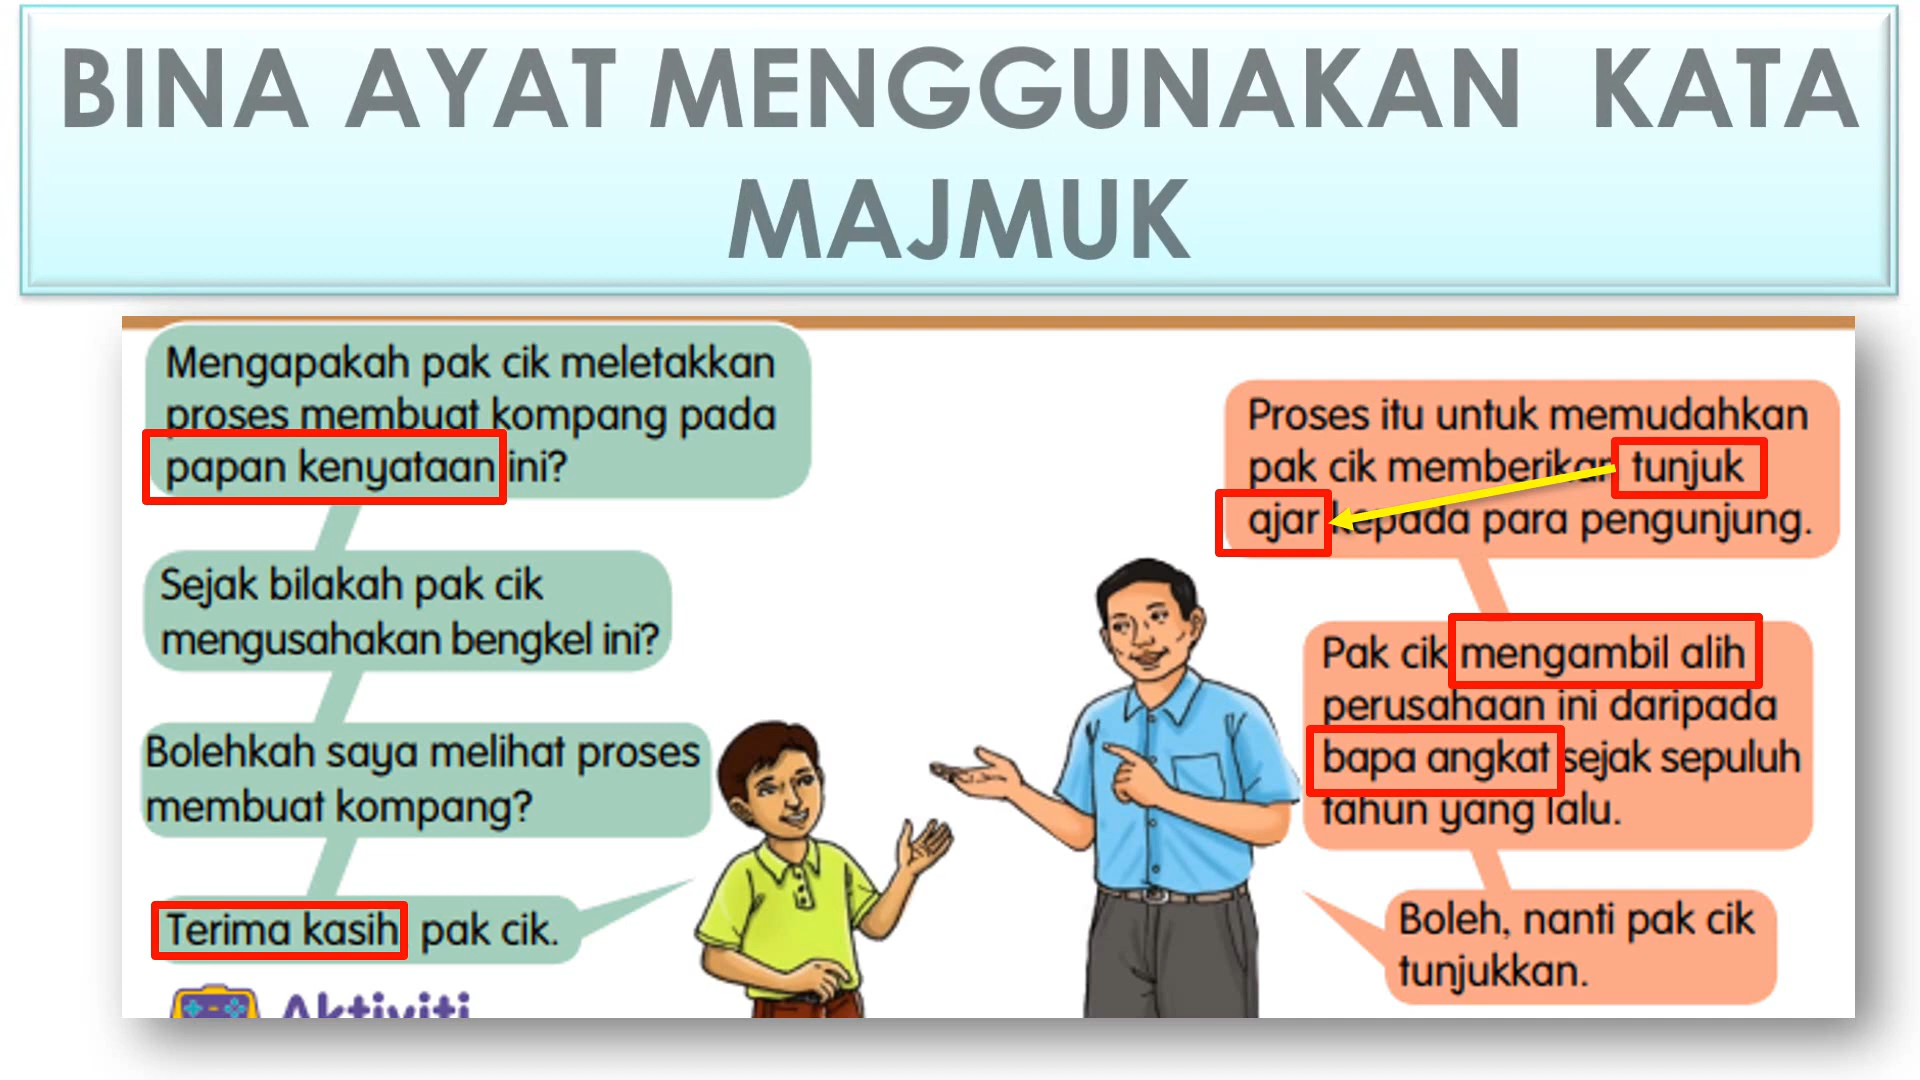 BINA AYAT MENGGUNAKAN KATA
MAJMUK
Mengapakah pak cik meletakkan
proses membuat kompang pada
papan kenyataan ini?
Proses itu untuk memudahkan
pak cik memberikan tunjuk
ajar kepada para pengunjung.
Sejak bilakah pak cik
mengusahakan bengkel ini?
Pak cik mengambil alih
perusahaan ini daripada
bapa angkat sejak sepuluh
tahun yang lalu.
Bolehkah saya melihat proses
membuat kompang?
Boleh, nanti pak cik
tunjukkan.
Terima kasih pak cik.
Aktiviti